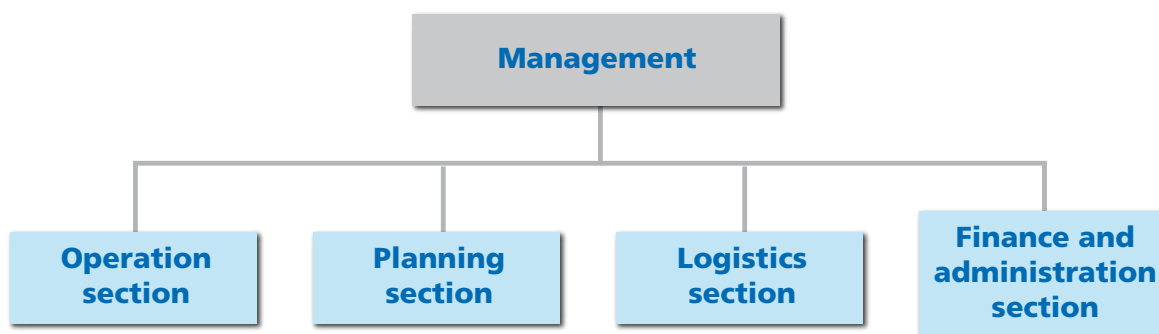 Management
Operation
section
Planning
section
Logistics
section
Finance and
administration
section